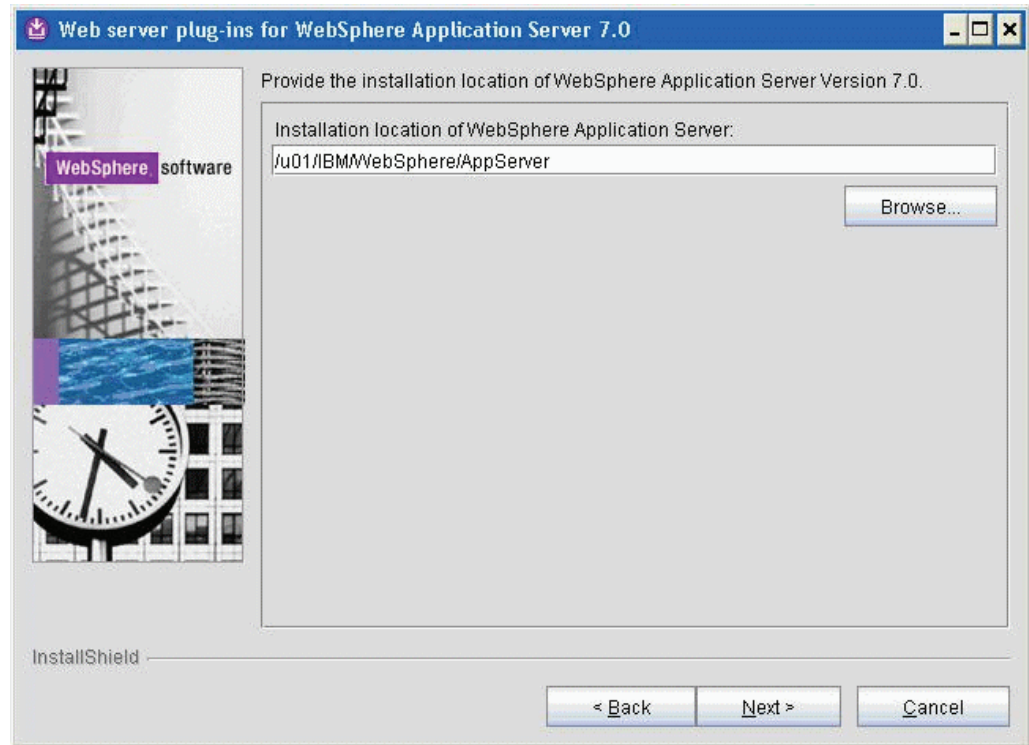 Web server plug-ins for WebSphere Application Server 7.0
WebSphere software
Provide the installation location of WebSphere Application Server Version 7.0.
Installation location of WebSphere Application Server:
/u01/IBM/WebSphere/AppServer
Browse...
InstallShield
< Back
Next >
Cancel